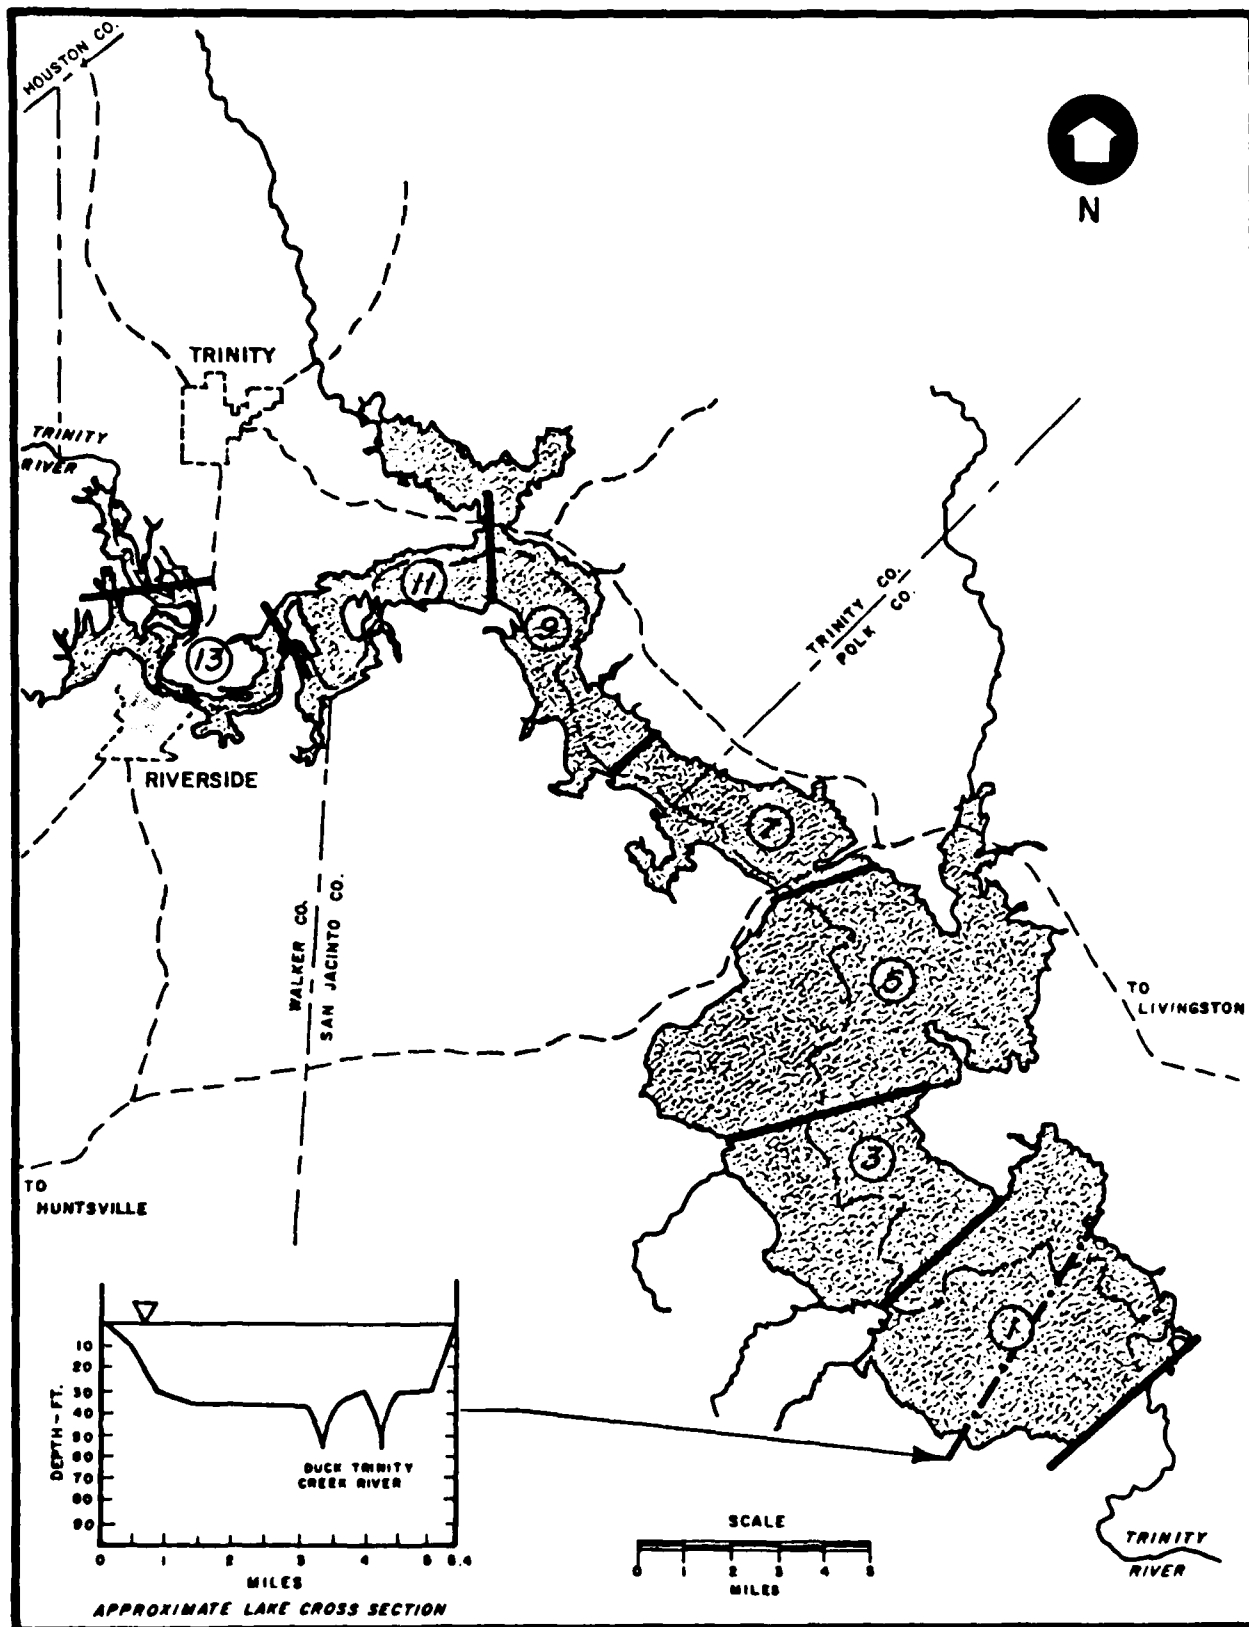 HOUSTON CO.
N
TRINITY
TRINITY
RIVER
11
9
13
TRINITY CO.
POLK CO.
RIVERSIDE
7
WALKER CO.
SAN JACINTO CO.
5
TO
LIVINGSTON
3
TO
HUNTSVILLE
1
DEPTH-FT.
10
20
30
40
50
60
70
80
90
DUCK TRINITY
CREEK RIVER
0 1 2 3 4 5 5.4
MILES
APPROXIMATE LAKE CROSS SECTION
SCALE
0 1 2 3 4 5
MILES
TRINITY
RIVER